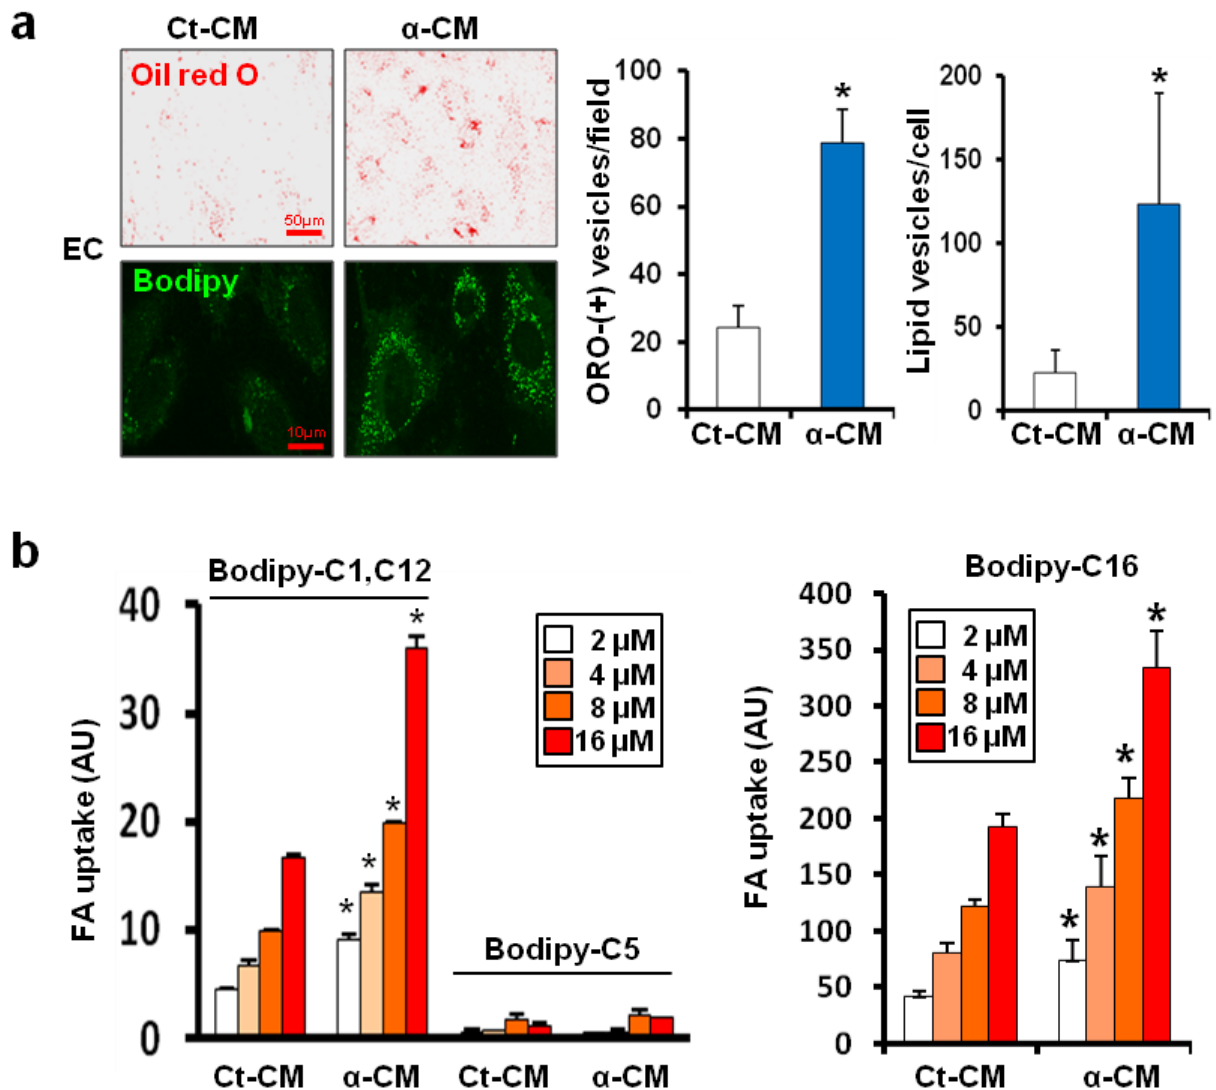 a
Ct-CM
α-CM
Oil red O
50µm
EC
Bodipy
10µm
ORO-(+) vesicles/field
100
80
60
40
20
0
*
Ct-CM
α-CM
Lipid vesicles/cell
200
150
100
50
0
*
Ct-CM
α-CM
b
Bodipy-C1,C12
FA uptake (AU)
40
30
20
10
0
* * * *
2 µM
4 µM
8 µM
16 µM
Bodipy-C5
Ct-CM α-CM Ct-CM α-CM
Bodipy-C16
FA uptake (AU)
400
350
300
250
200
150
100
50
0
2 µM
4 µM
8 µM
16 µM
* * * *
Ct-CM α-CM